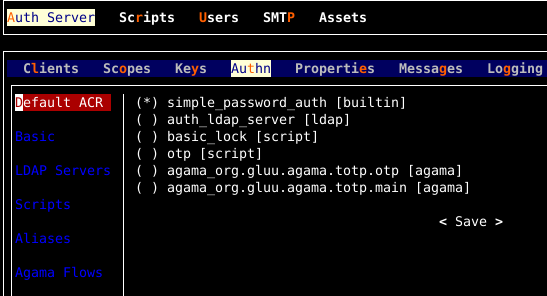 Auth Server Scripts Users SMTP Assets
Clients Scopes Keys Authn Properties Messages Logging
Default ACR (*) simple_password_auth [builtin]
( ) auth_ldap_server [ldap]
Basic ( ) basic_lock [script]
( ) otp [script]
LDAP Servers ( ) agama_org.gluu.agama.totp.otp [agama]
( ) agama_org.gluu.agama.totp.main [agama]
Scripts
< Save >
Aliases
Agama Flows